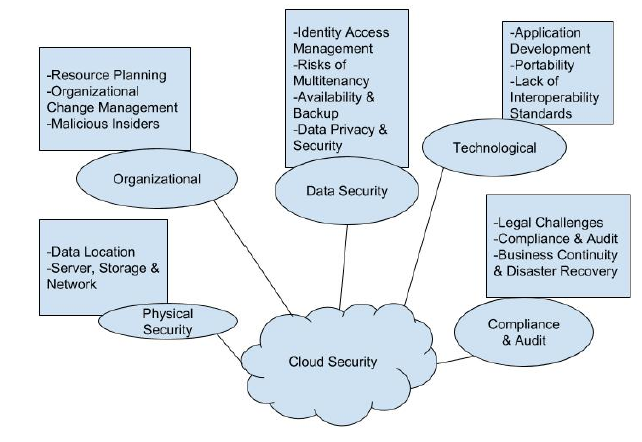 -Resource Planning
-Organizational
Change Management
-Malicious Insiders
Organizational
-Identity Access
Management
-Risks of
Multitenancy
-Availability &
Backup
-Data Privacy &
Security
Data Security
-Application
Development
-Portability
-Lack of
Interoperability
Standards
Technological
-Data Location
-Server, Storage &
Network
Physical
Security
-Legal Challenges
-Compliance & Audit
-Business Continuity
& Disaster Recovery
Compliance
& Audit
Cloud Security